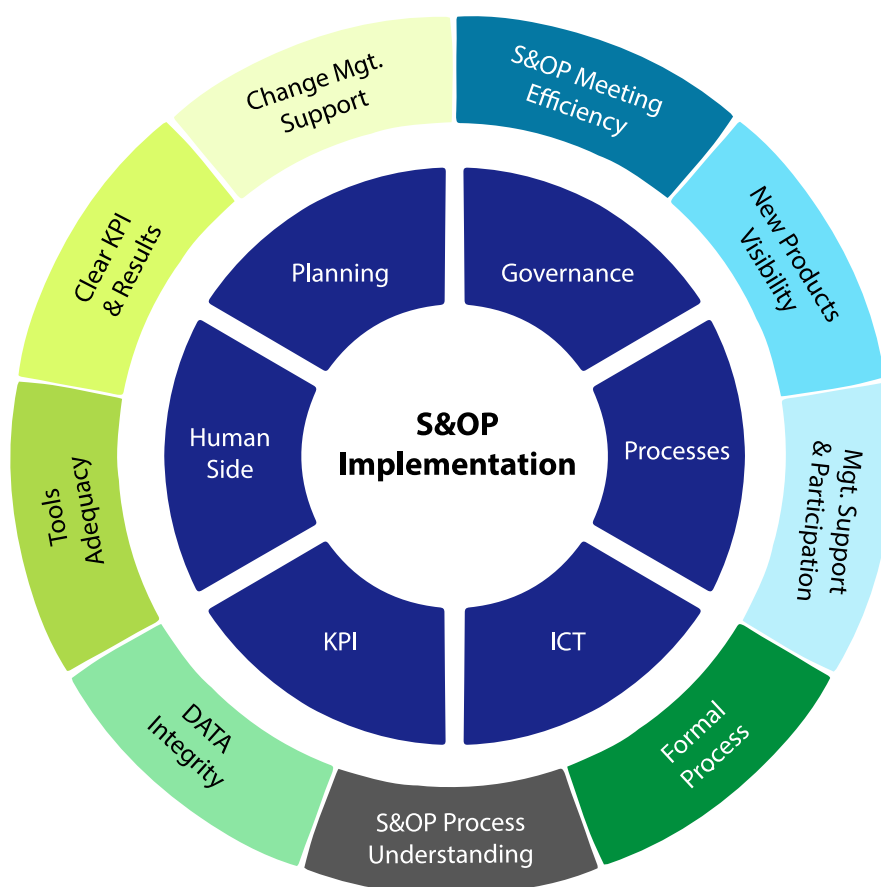 Change Mgt.
Support
S&OP Meeting
Efficiency
New Products
Visibility
Mgt. Support
& Participation
Formal
Process
S&OP Process
Understanding
DATA
Integrity
Tools
Adequacy
Clear KPI
& Results
Planning
Governance
Processes
ICT
KPI
Human
Side
S&OP
Implementation